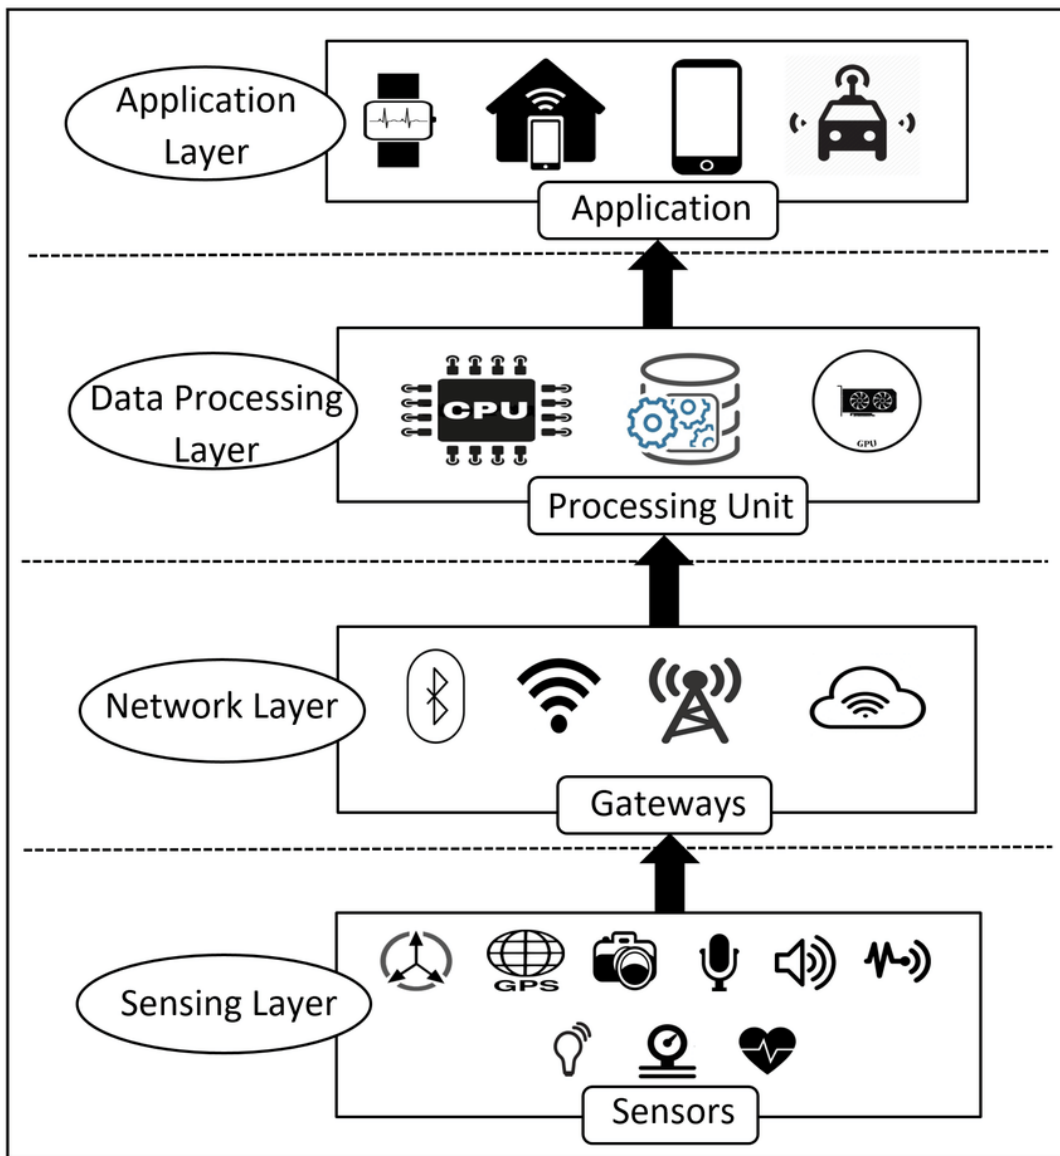 Application
Layer
Application
Data Processing
Layer
CPU
GPU
Processing Unit
Network Layer
Gateways
Sensing Layer
GPS
Sensors